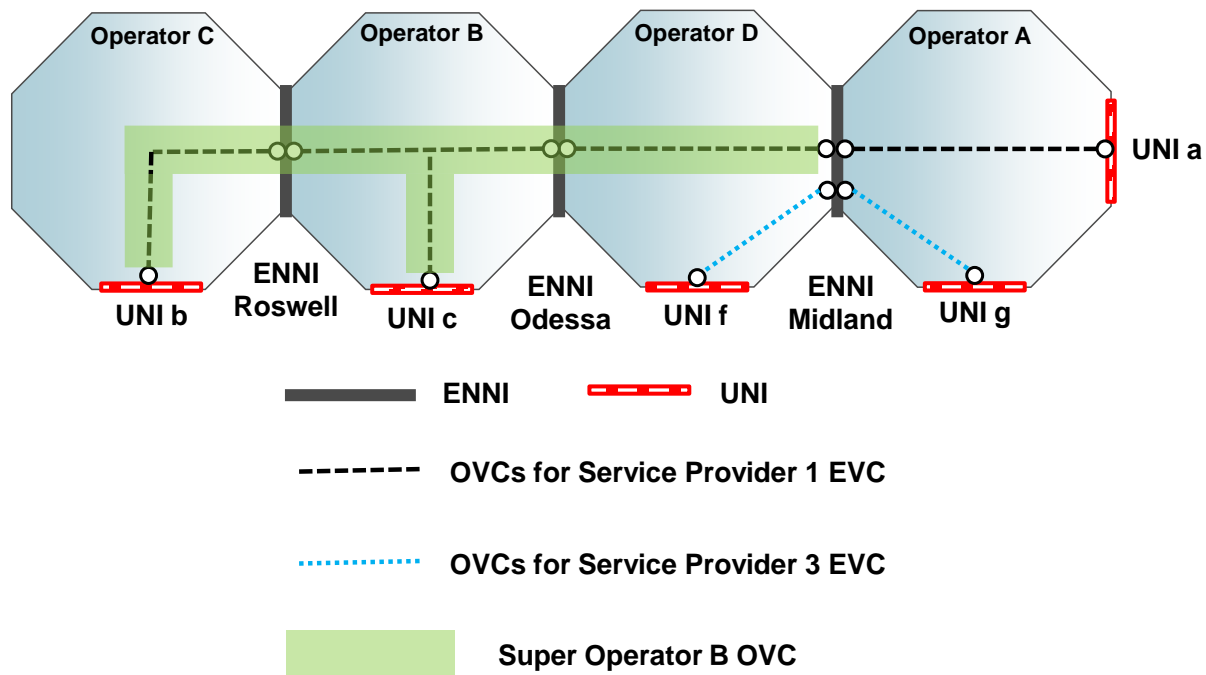 Operator C
Operator B
Operator D
Operator A
UNI a
UNI b
ENNI
Roswell
UNI c
ENNI
Odessa
UNI f
ENNI
Midland
UNI g
ENNI
UNI
OVCs for Service Provider 1 EVC
OVCs for Service Provider 3 EVC
Super Operator B OVC